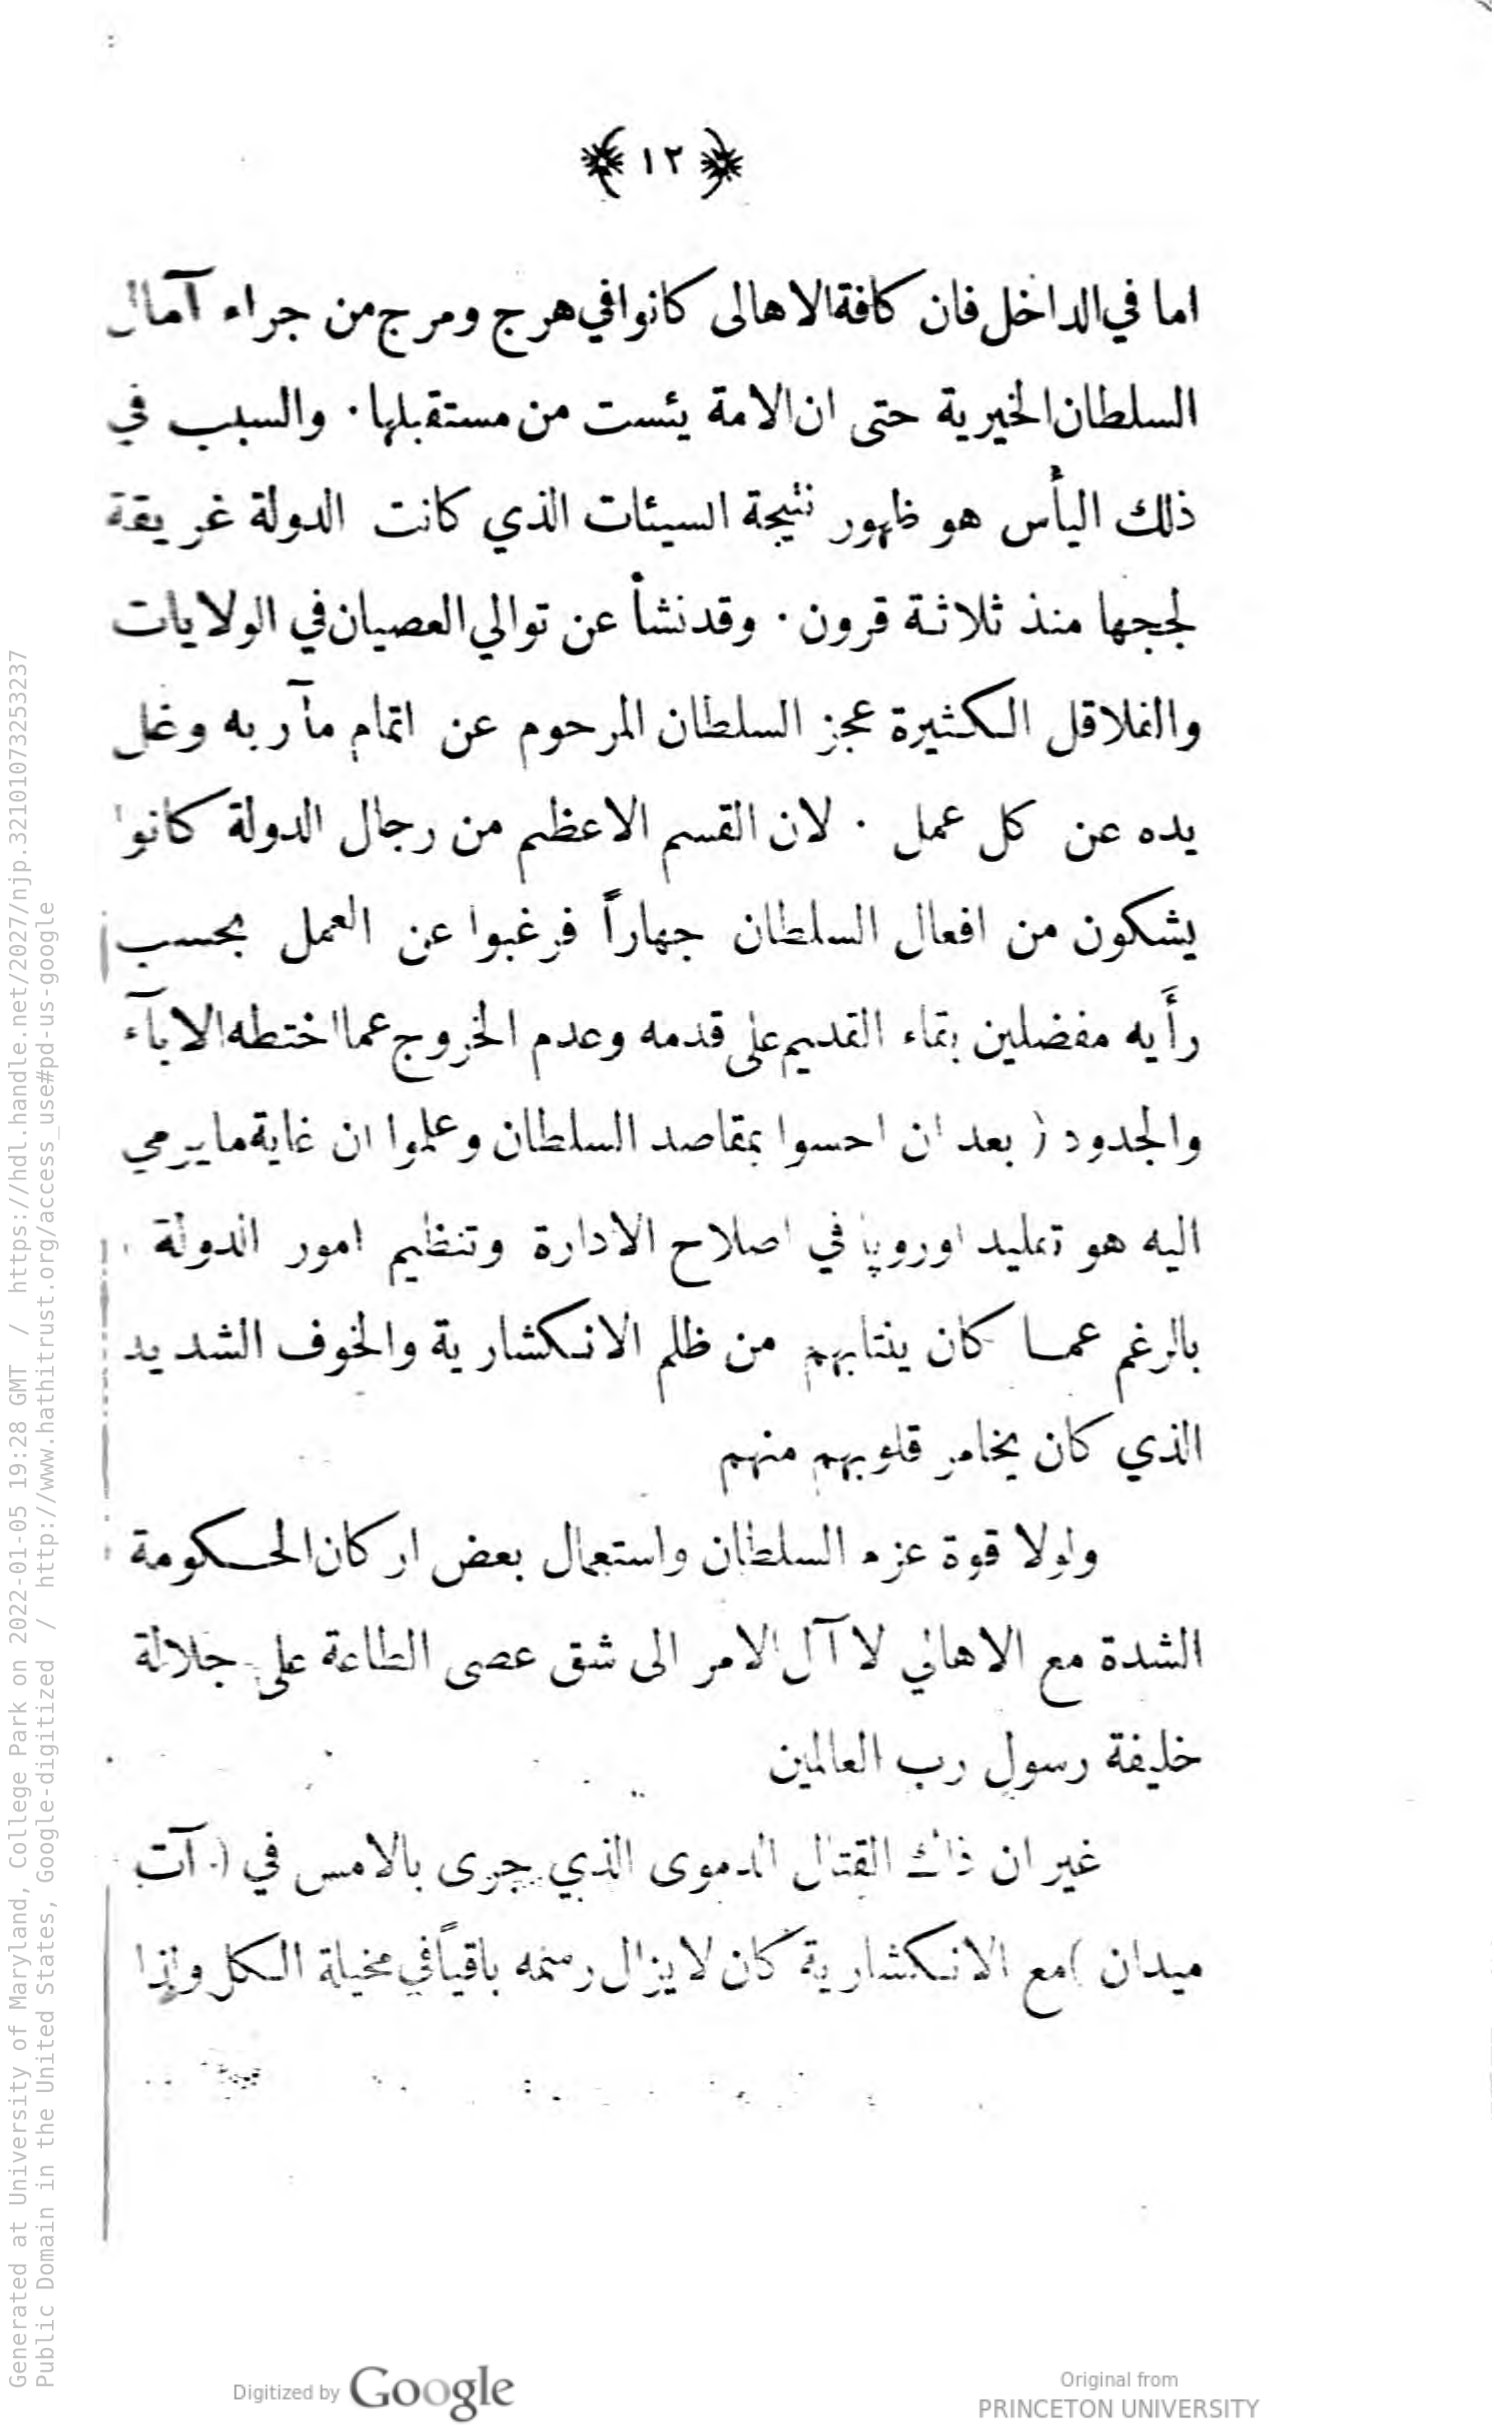 ﴿ ١٢ ﴾
اما في الداخل فان كافة الاهالى كانوا في هرج ومرج من جراء آمال
السلطان الخيرية حتى ان الامة يئست من مستقبلها · والسبب في
ذلك اليأس هو ظهور نتيجة السيئات الذي كانت الدولة غريقة
لججها منذ ثلاثة قرون · وقد نشأ عن توالي العصيان في الولايات
والقلاقل الكثيرة عجز السلطان المرحوم عن اتمام مآربه وغل
يده عن كل عمل · لان القسم الاعظم من رجال الدولة كانوا
يشكون من افعال السلطان جهاراً فرغبوا عن العمل بحسب
رأَيه مفضلين بقاء القديم على قدمه وعدم الخروج عما اختطه الاباء
والجدود ( بعد ان احسوا بمقاصد السلطان وعلموا ان غاية ما يرمي
اليه هو تقليد اوروپا في اصلاح الادارة وتنظيم امور الدولة
بالرغم عما كان ينتابهم من ظلم الانكشارية والخوف الشديد
الذي كان يخامر قلوبهم منهم
ولولا قوة عزم السلطان واستعمال بعض اركان الحكومة
الشدة مع الاهالي لا آل الامر الى شق عصى الطاعة على جلالة
خليفة رسول رب العالمين
غير ان ذاك القتال الدموى الذي جرى بالامس في ( آت
ميدان ) مع الانكشارية كان لا يزال رسمه باقياً في مخيلة الكل واذا
Digitized by Google
Original from
PRINCETON UNIVERSITY
Generated at University of Maryland, College Park on 2022-01-05 19:28 GMT / https://hdl.handle.net/2027/njp.32101073253237
Public Domain in the United States, Google-digitized / http://www.hathitrust.org/access_use#pd-us-google